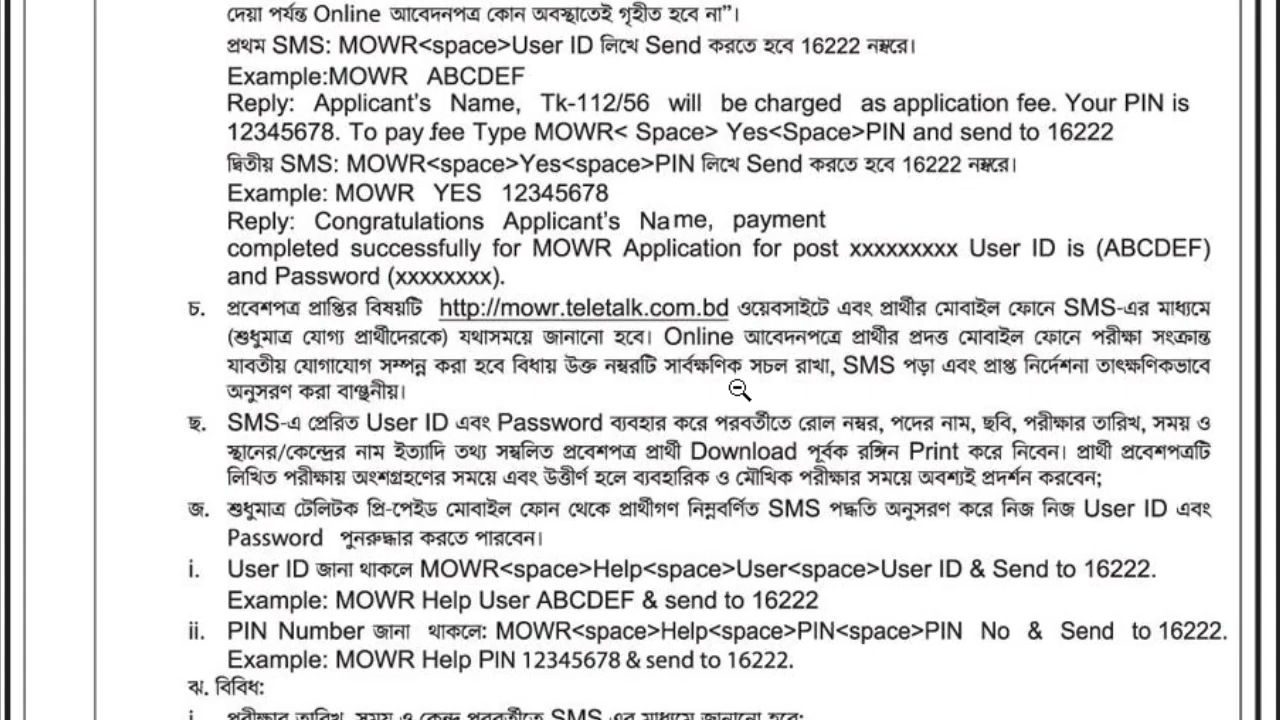 দেয়া পর্যন্ত Online আবেদনপত্র কোন অবস্থাতেই গৃহীত হবে না”।
প্রথম SMS: MOWR<space>User ID লিখে Send করতে হবে 16222 নম্বরে।
Example:MOWR ABCDEF
Reply: Applicant's Name, Tk-112/56 will be charged as application fee. Your PIN is
12345678. To pay fee Type MOWR< Space> Yes<Space>PIN and send to 16222
দ্বিতীয় SMS: MOWR<space>Yes<space>PIN লিখে Send করতে হবে 16222 নম্বরে।
Example: MOWR YES 12345678
Reply: Congratulations Applicant's Name, payment
completed successfully for MOWR Application for post xxxxxxxxx User ID is (ABCDEF)
and Password (xxxxxxxx).
চ. প্রবেশপত্র প্রাপ্তির বিষয়টি http://mowr.teletalk.com.bd ওয়েবসাইটে এবং প্রার্থীর মোবাইল ফোনে SMS-এর মাধ্যমে
(শুধুমাত্র যোগ্য প্রার্থীদেরকে) যথাসময়ে জানানো হবে। Online আবেদনপত্রে প্রার্থীর প্রদত্ত মোবাইল ফোনে পরীক্ষা সংক্রান্ত
যাবতীয় যোগাযোগ সম্পন্ন করা হবে বিধায় উক্ত নম্বরটি সার্বক্ষণিক সচল রাখা, SMS পড়া এবং প্রাপ্ত নির্দেশনা তাৎক্ষণিকভাবে
অনুসরণ করা বাঞ্ছনীয়।
ছ. SMS-এ প্রেরিত User ID এবং Password ব্যবহার করে পরবর্তীতে রোল নম্বর, পদের নাম, ছবি, পরীক্ষার তারিখ, সময় ও
স্থানের/কেন্দ্রের নাম ইত্যাদি তথ্য সম্বলিত প্রবেশপত্র প্রার্থী Download পূর্বক রঙ্গিন Print করে নিবেন। প্রার্থী প্রবেশপত্রটি
লিখিত পরীক্ষায় অংশগ্রহণের সময়ে এবং উত্তীর্ণ হলে ব্যবহারিক ও মৌখিক পরীক্ষার সময়ে অবশ্যই প্রদর্শন করবেন;
জ. শুধুমাত্র টেলিটক প্রি-পেইড মোবাইল ফোন থেকে প্রার্থীগণ নিম্নবর্ণিত SMS পদ্ধতি অনুসরণ করে নিজ নিজ User ID এবং
Password পুনরুদ্ধার করতে পারবেন।
i. User ID জানা থাকলে MOWR<space>Help<space>User<space>User ID & Send to 16222.
Example: MOWR Help User ABCDEF & send to 16222
ii. PIN Number জানা থাকলে: MOWR<space>Help<space>PIN<space>PIN No & Send to 16222.
Example: MOWR Help PIN 12345678 & send to 16222.
ঝ. বিবিধ:
i. পরীক্ষার তারিখ, সময় ও কেন্দ্র পরবর্তীতে SMS এর মাধ্যমে জানানো হবে;